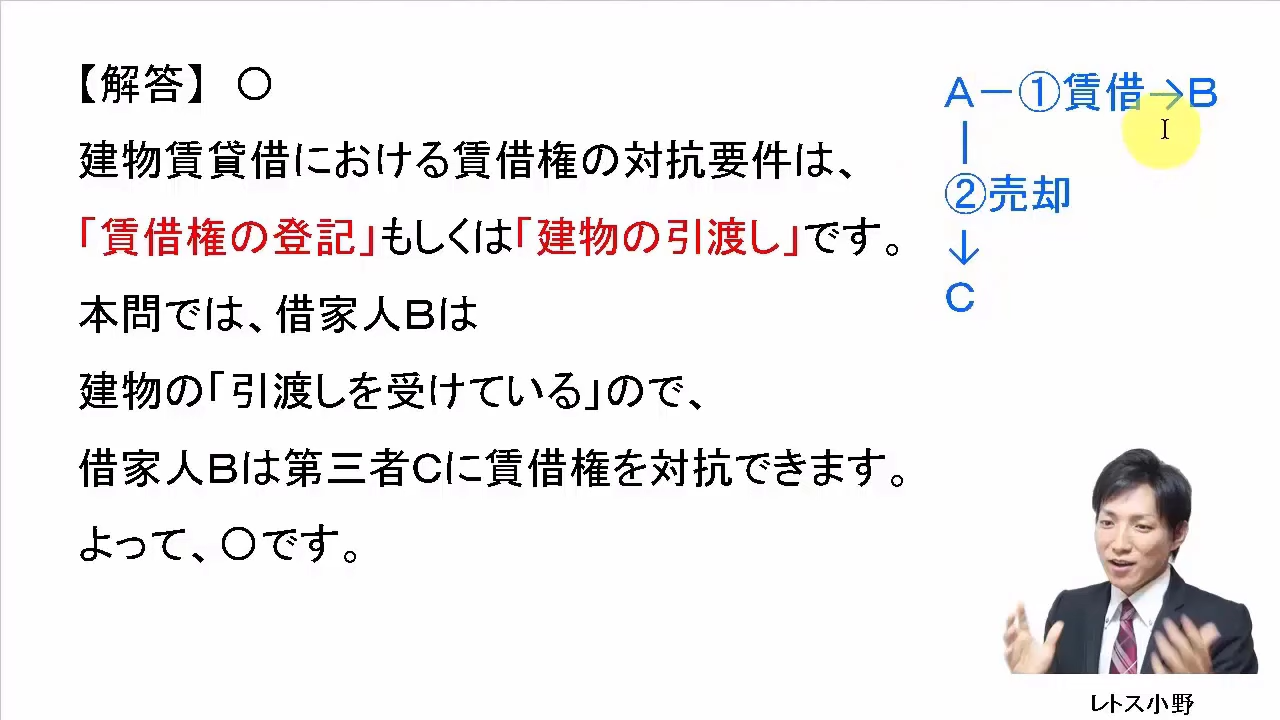 【解答】 〇
建物賃貸借における賃借権の対抗要件は、
「賃借権の登記」もしくは「建物の引渡し」です。
本問では、借家人Bは
建物の「引渡しを受けている」ので、
借家人Bは第三者Cに賃借権を対抗できます。
よって、〇です。
A－①賃借→B
｜
②売却
↓
C
レトス小野